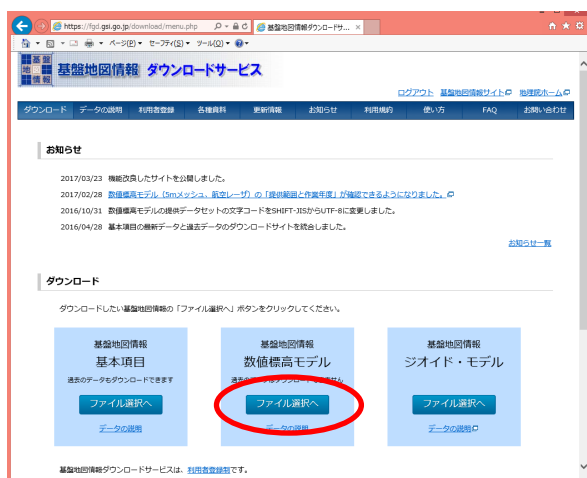 https://fgd.gsi.go.jp/download/menu.php
基盤地図情報ダウンロードサ...
ページ(P) セーフティ(S) ツール(O)
基盤地図情報
基盤地図情報 ダウンロードサービス
ログアウト 基盤地図情報サイト 地理院ホーム
ダウンロード データの説明 利用者登録 各種資料 更新情報 お知らせ 利用規約 使い方 FAQ お問い合わせ
お知らせ
2017/03/23 機能改良したサイトを公開しました。
2017/02/28 数値標高モデル（5mメッシュ、航空レーザ）の「提供範囲と作業年度」が確認できるようになりました。
2016/10/31 数値標高モデルの提供データセットの文字コードをSHIFT-JISからUTF-8に変更しました。
2016/04/28 基本項目の最新データと過去データのダウンロードサイトを統合しました。
お知らせ一覧
ダウンロード
ダウンロードしたい基盤地図情報の「ファイル選択へ」ボタンをクリックしてください。
基盤地図情報
基本項目
過去のデータもダウンロードできます
ファイル選択へ
データの説明
基盤地図情報
数値標高モデル
ファイル選択へ
データの説明
基盤地図情報
ジオイド・モデル
ファイル選択へ
データの説明
基盤地図情報ダウンロードサービスは、利用者登録制です。